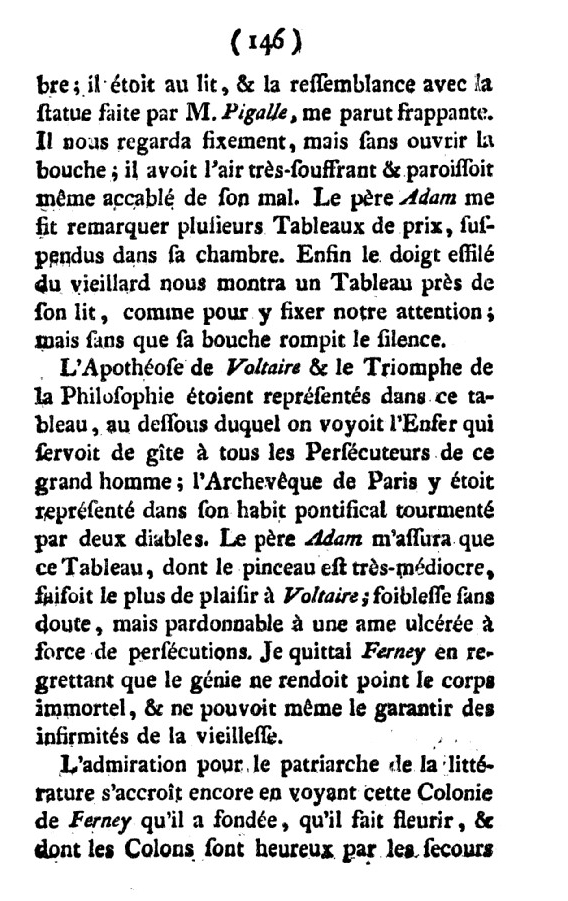 ( 146 )
bre; il étoit au lit, & la reſſemblance avec la
ſtatue faite par M. Pigalle, me parut frappante.
Il nous regarda fixement, mais ſans ouvrir la
bouche; il avoit l'air très-ſouffrant & paroiſſoit
même accablé de ſon mal. Le père Adam me
fit remarquer pluſieurs Tableaux de prix, ſuſ-
pendus dans ſa chambre. Enfin le doigt effilé
du vieillard nous montra un Tableau près de
ſon lit, comme pour y fixer notre attention;
mais ſans que ſa bouche rompit le ſilence.
L'Apothéoſe de Voltaire & le Triomphe de
la Philoſophie étoient repréſentés dans ce ta-
bleau, au deſſous duquel on voyoit l'Enfer qui
ſervoit de gîte à tous les Perſécuteurs de ce
grand homme; l'Archevêque de Paris y étoit
repréſenté dans ſon habit pontifical tourmenté
par deux diables. Le père Adam m'aſſura que
ce Tableau, dont le pinceau eſt très-médiocre,
faiſoit le plus de plaiſir à Voltaire; foibleſſe ſans
doute, mais pardonnable à une ame ulcérée à
force de perſécutions. Je quittai Ferney en re-
grettant que le génie ne rendoit point le corps
immortel, & ne pouvoit même le garantir des
infirmités de la vieilleſſe.
L'admiration pour le patriarche de la litté-
rature s'accroît encore en voyant cette Colonie
de Ferney qu'il a fondée, qu'il fait fleurir, &
dont les Colons ſont heureux par les ſecours